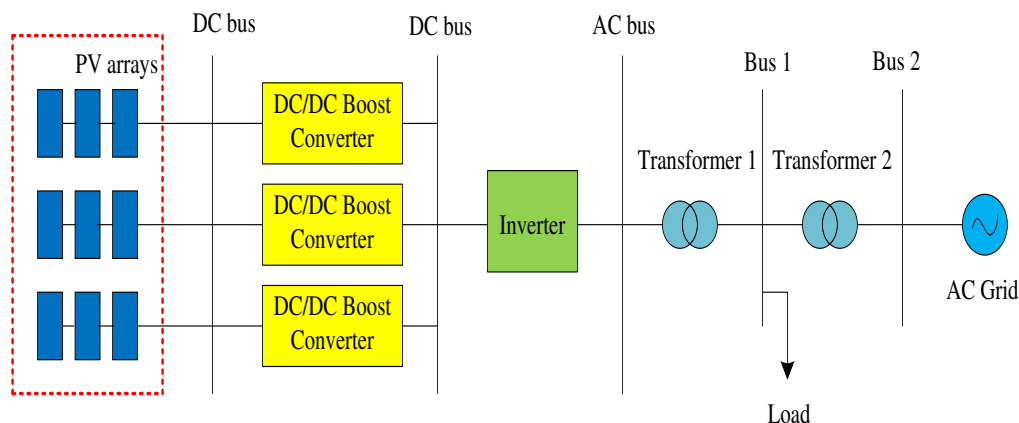 DC bus
DC bus
AC bus
PV arrays
Bus 1
Bus 2
DC/DC Boost
Converter
Transformer 1
Transformer 2
DC/DC Boost
Converter
Inverter
AC Grid
DC/DC Boost
Converter
Load